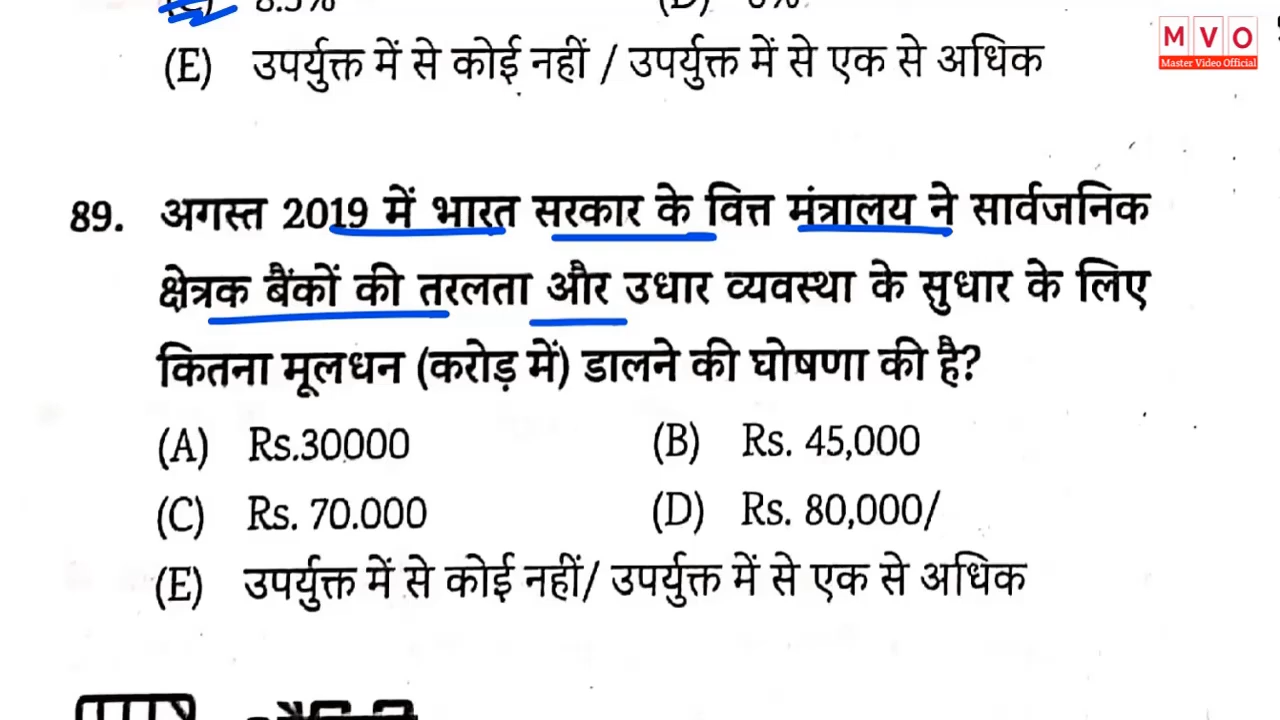 8.5%
(E) उपर्युक्त में से कोई नहीं / उपर्युक्त में से एक से अधिक
M V O
Master Video Official
89. अगस्त 2019 में भारत सरकार के वित्त मंत्रालय ने सार्वजनिक
क्षेत्रक बैंकों की तरलता और उधार व्यवस्था के सुधार के लिए
कितना मूलधन (करोड़ में) डालने की घोषणा की है?
(A) Rs.30000 (B) Rs. 45,000
(C) Rs. 70.000 (D) Rs. 80,000/
(E) उपर्युक्त में से कोई नहीं/ उपर्युक्त में से एक से अधिक